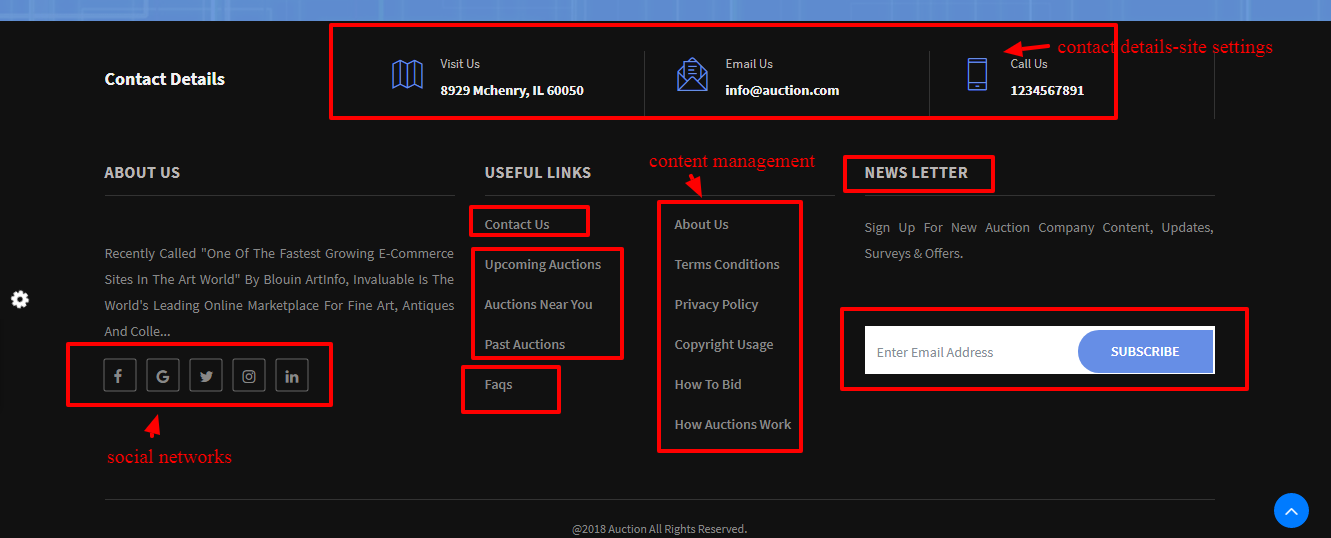 contact details-site settings
Contact Details
Visit Us
8929 Mchenry, IL 60050
Email Us
info@auction.com
Call Us
1234567891
ABOUT US
Recently Called "One Of The Fastest Growing E-Commerce
Sites In The Art World" By Blouin ArtInfo, Invaluable Is The
World's Leading Online Marketplace For Fine Art, Antiques
And Colle...
social networks
USEFUL LINKS
Contact Us
Upcoming Auctions
Auctions Near You
Past Auctions
Faqs
content management
About Us
Terms Conditions
Privacy Policy
Copyright Usage
How To Bid
How Auctions Work
NEWS LETTER
Sign Up For New Auction Company Content, Updates,
Surveys & Offers.
Enter Email Address
SUBSCRIBE
@2018 Auction All Rights Reserved.